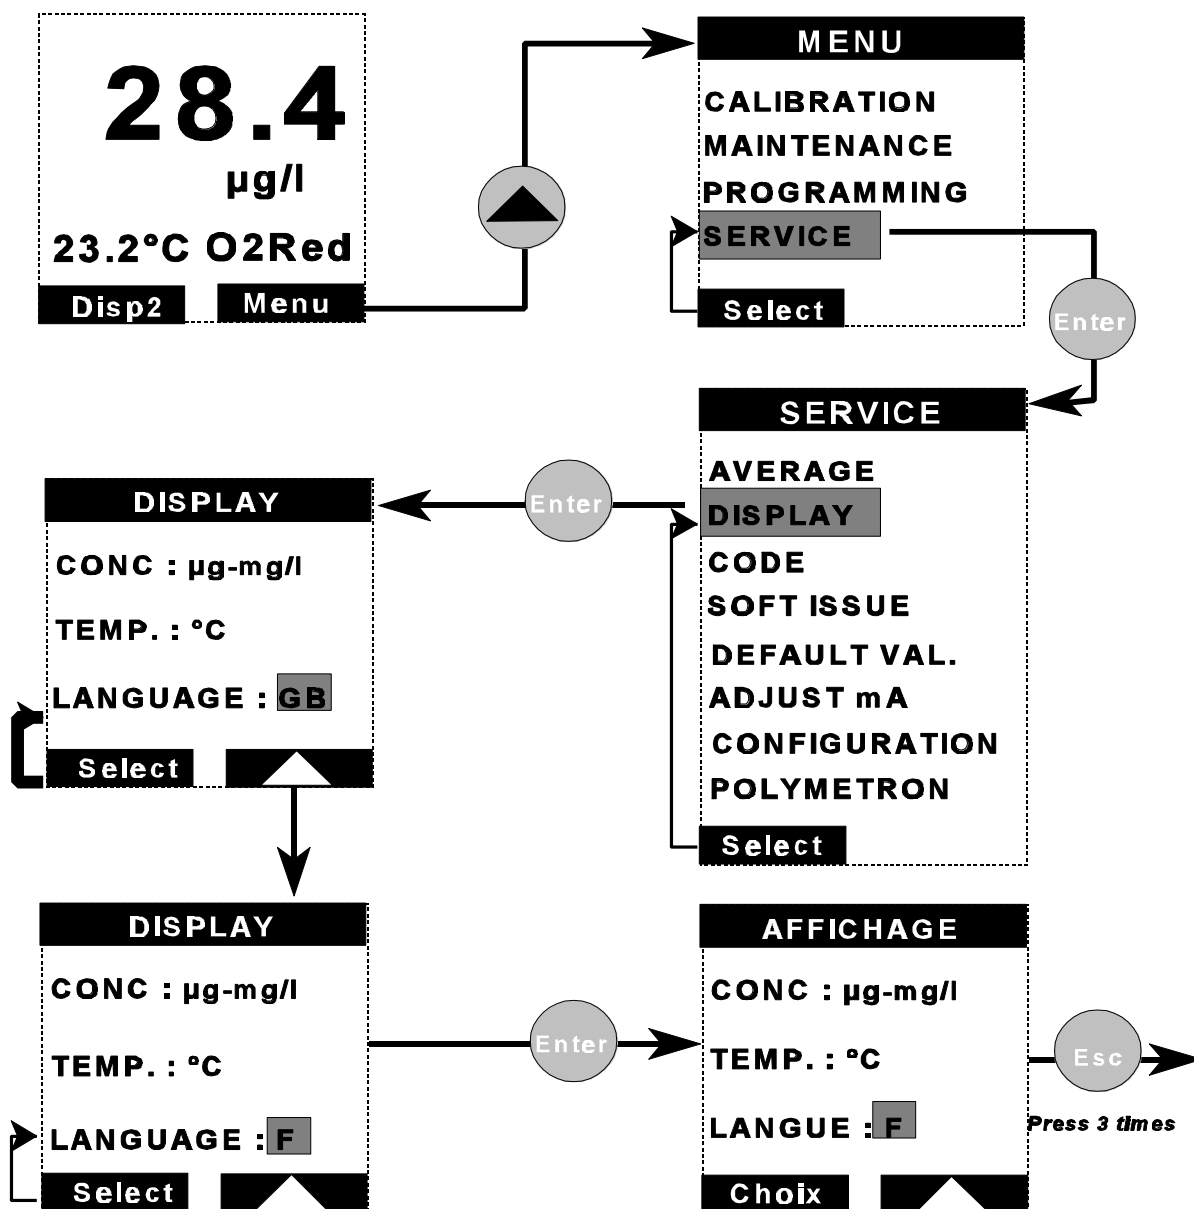 28.4
µg/l
23.2°C O2Red
Disp2 Menu
MENU
CALIBRATION
MAINTENANCE
PROGRAMMING
SERVICE
Select
Enter
SERVICE
AVERAGE
DISPLAY
CODE
SOFT ISSUE
DEFAULT VAL.
ADJUST mA
CONFIGURATION
POLYMETRON
Select
Enter
DISPLAY
CONC : µg-mg/l
TEMP. : °C
LANGUAGE : GB
Select
DISPLAY
CONC : µg-mg/l
TEMP. : °C
LANGUAGE : F
Select
Enter
AFFICHAGE
CONC : µg-mg/l
TEMP. : °C
LANGUE : F
Choix
Esc
Press 3 times